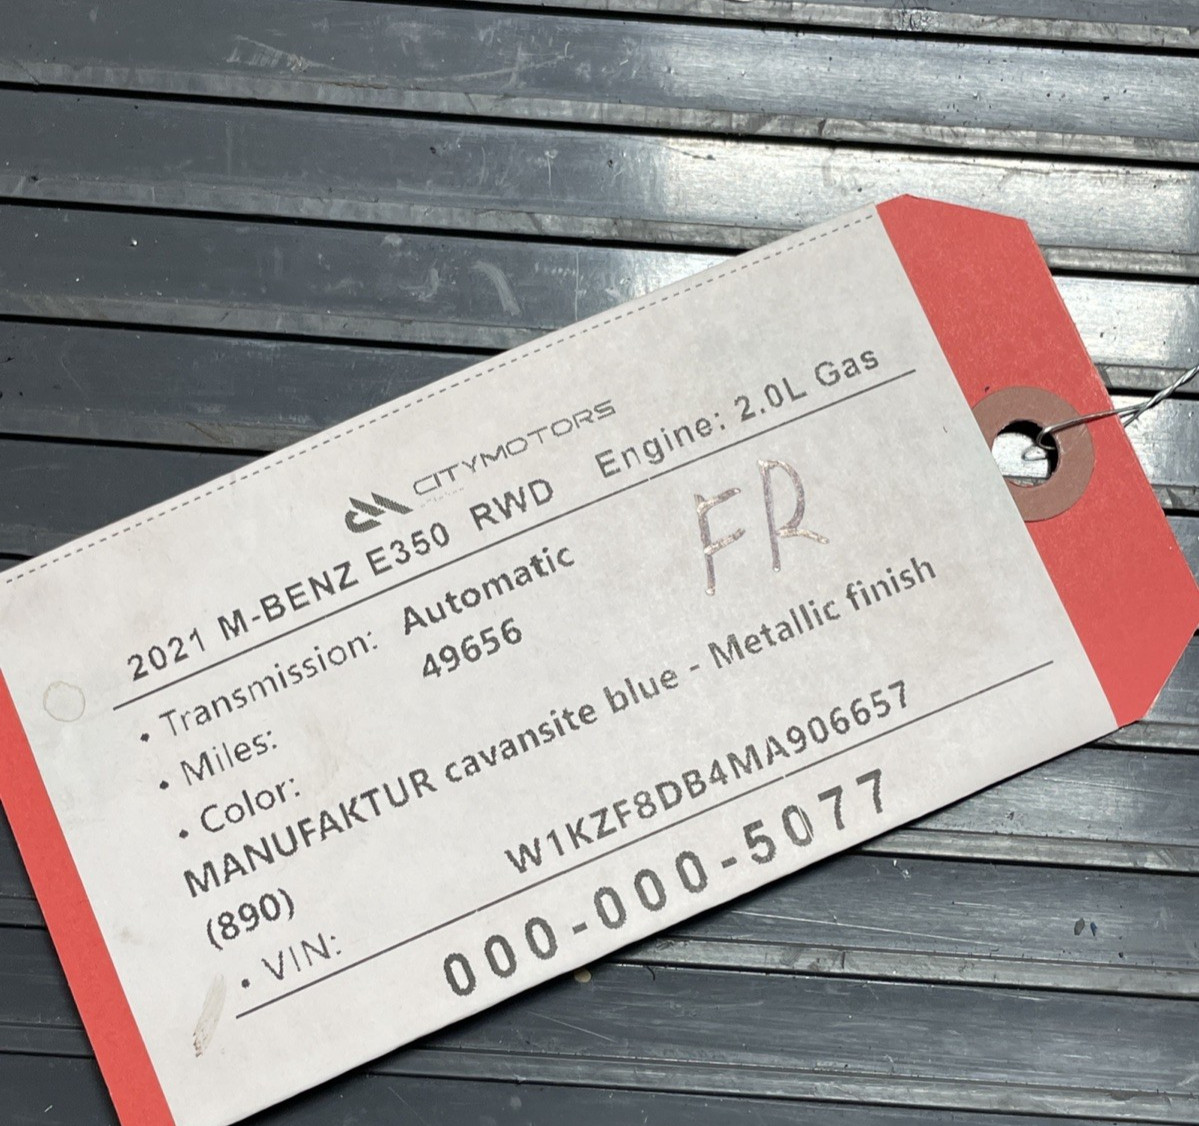 CITYMOTORS
2021 M-BENZ E350 RWD Engine: 2.0L Gas
• Transmission: Automatic
FR
• Miles: 49656
• Color:
MANUFAKTUR cavansite blue - Metallic finish
(890)
• VIN: W1KZF8DB4MA906657
000-000-5077